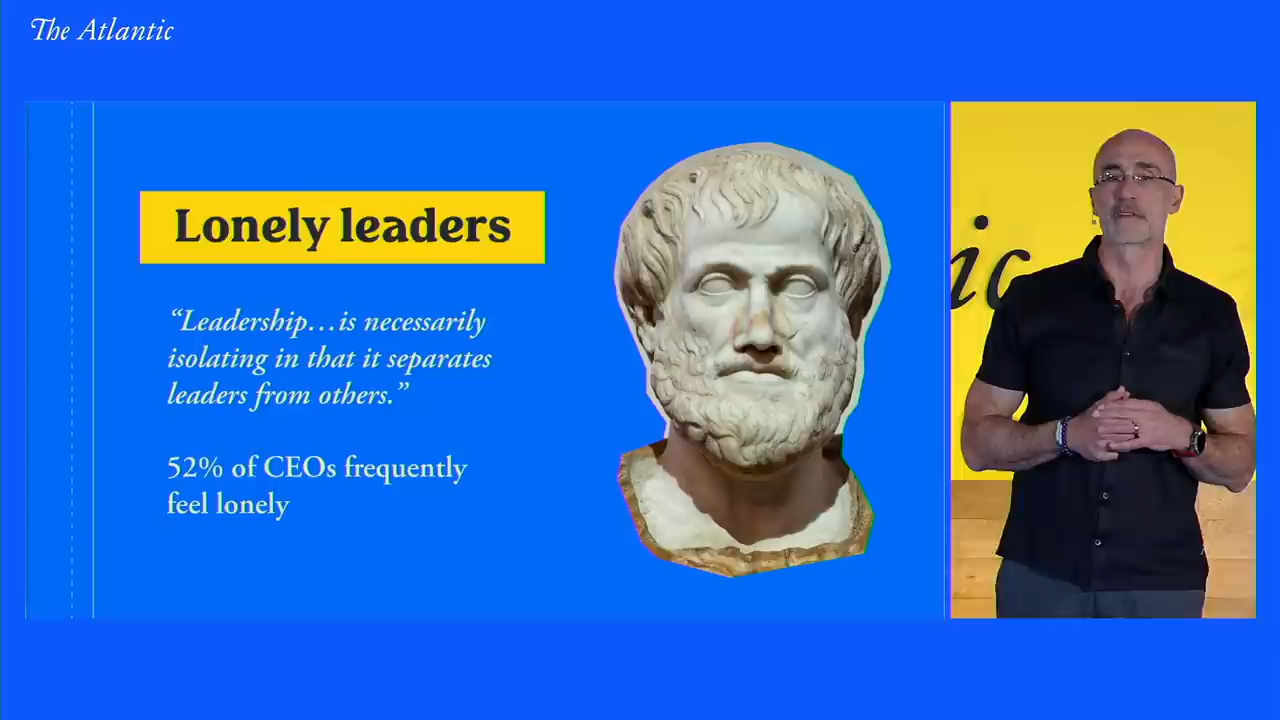 The Atlantic
Lonely leaders
“Leadership…is necessarily
isolating in that it separates
leaders from others.”
52% of CEOs frequently
feel lonely
ic